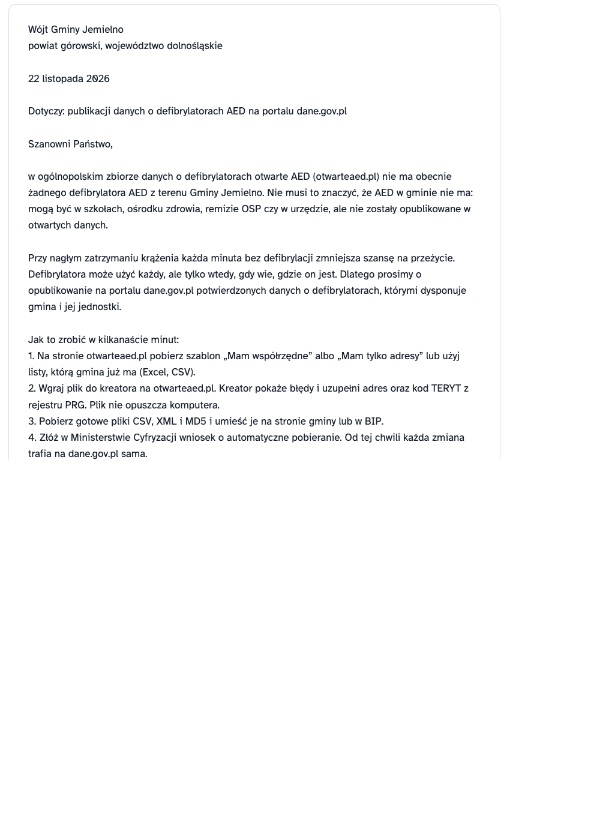 Wójt Gminy Jemielno
powiat górowski, województwo dolnośląskie
22 listopada 2026
Dotyczy: publikacji danych o defibrylatorach AED na portalu dane.gov.pl
Szanowni Państwo,
w ogólnopolskim zbiorze danych o defibrylatorach otwarte AED (otwarteaed.pl) nie ma obecnie
żadnego defibrylatora AED z terenu Gminy Jemielno. Nie musi to znaczyć, że AED w gminie nie ma:
mogą być w szkołach, ośrodku zdrowia, remizie OSP czy w urzędzie, ale nie zostały opublikowane w
otwartych danych.
Przy nagłym zatrzymaniu krążenia każda minuta bez defibrylacji zmniejsza szansę na przeżycie.
Defibrylatora może użyć każdy, ale tylko wtedy, gdy wie, gdzie on jest. Dlatego prosimy o
opublikowanie na portalu dane.gov.pl potwierdzonych danych o defibrylatorach, którymi dysponuje
gmina i jej jednostki.
Jak to zrobić w kilkanaście minut:
1. Na stronie otwarteaed.pl pobierz szablon „Mam współrzędne” albo „Mam tylko adresy” lub użyj
listy, którą gmina już ma (Excel, CSV).
2. Wgraj plik do kreatora na otwarteaed.pl. Kreator pokaże błędy i uzupełni adres oraz kod TERYT z
rejestru PRG. Plik nie opuszcza komputera.
3. Pobierz gotowe pliki CSV, XML i MD5 i umieść je na stronie gminy lub w BIP.
4. Złóż w Ministerstwie Cyfryzacji wniosek o automatyczne pobieranie. Od tej chwili każda zmiana
trafia na dane.gov.pl sama.